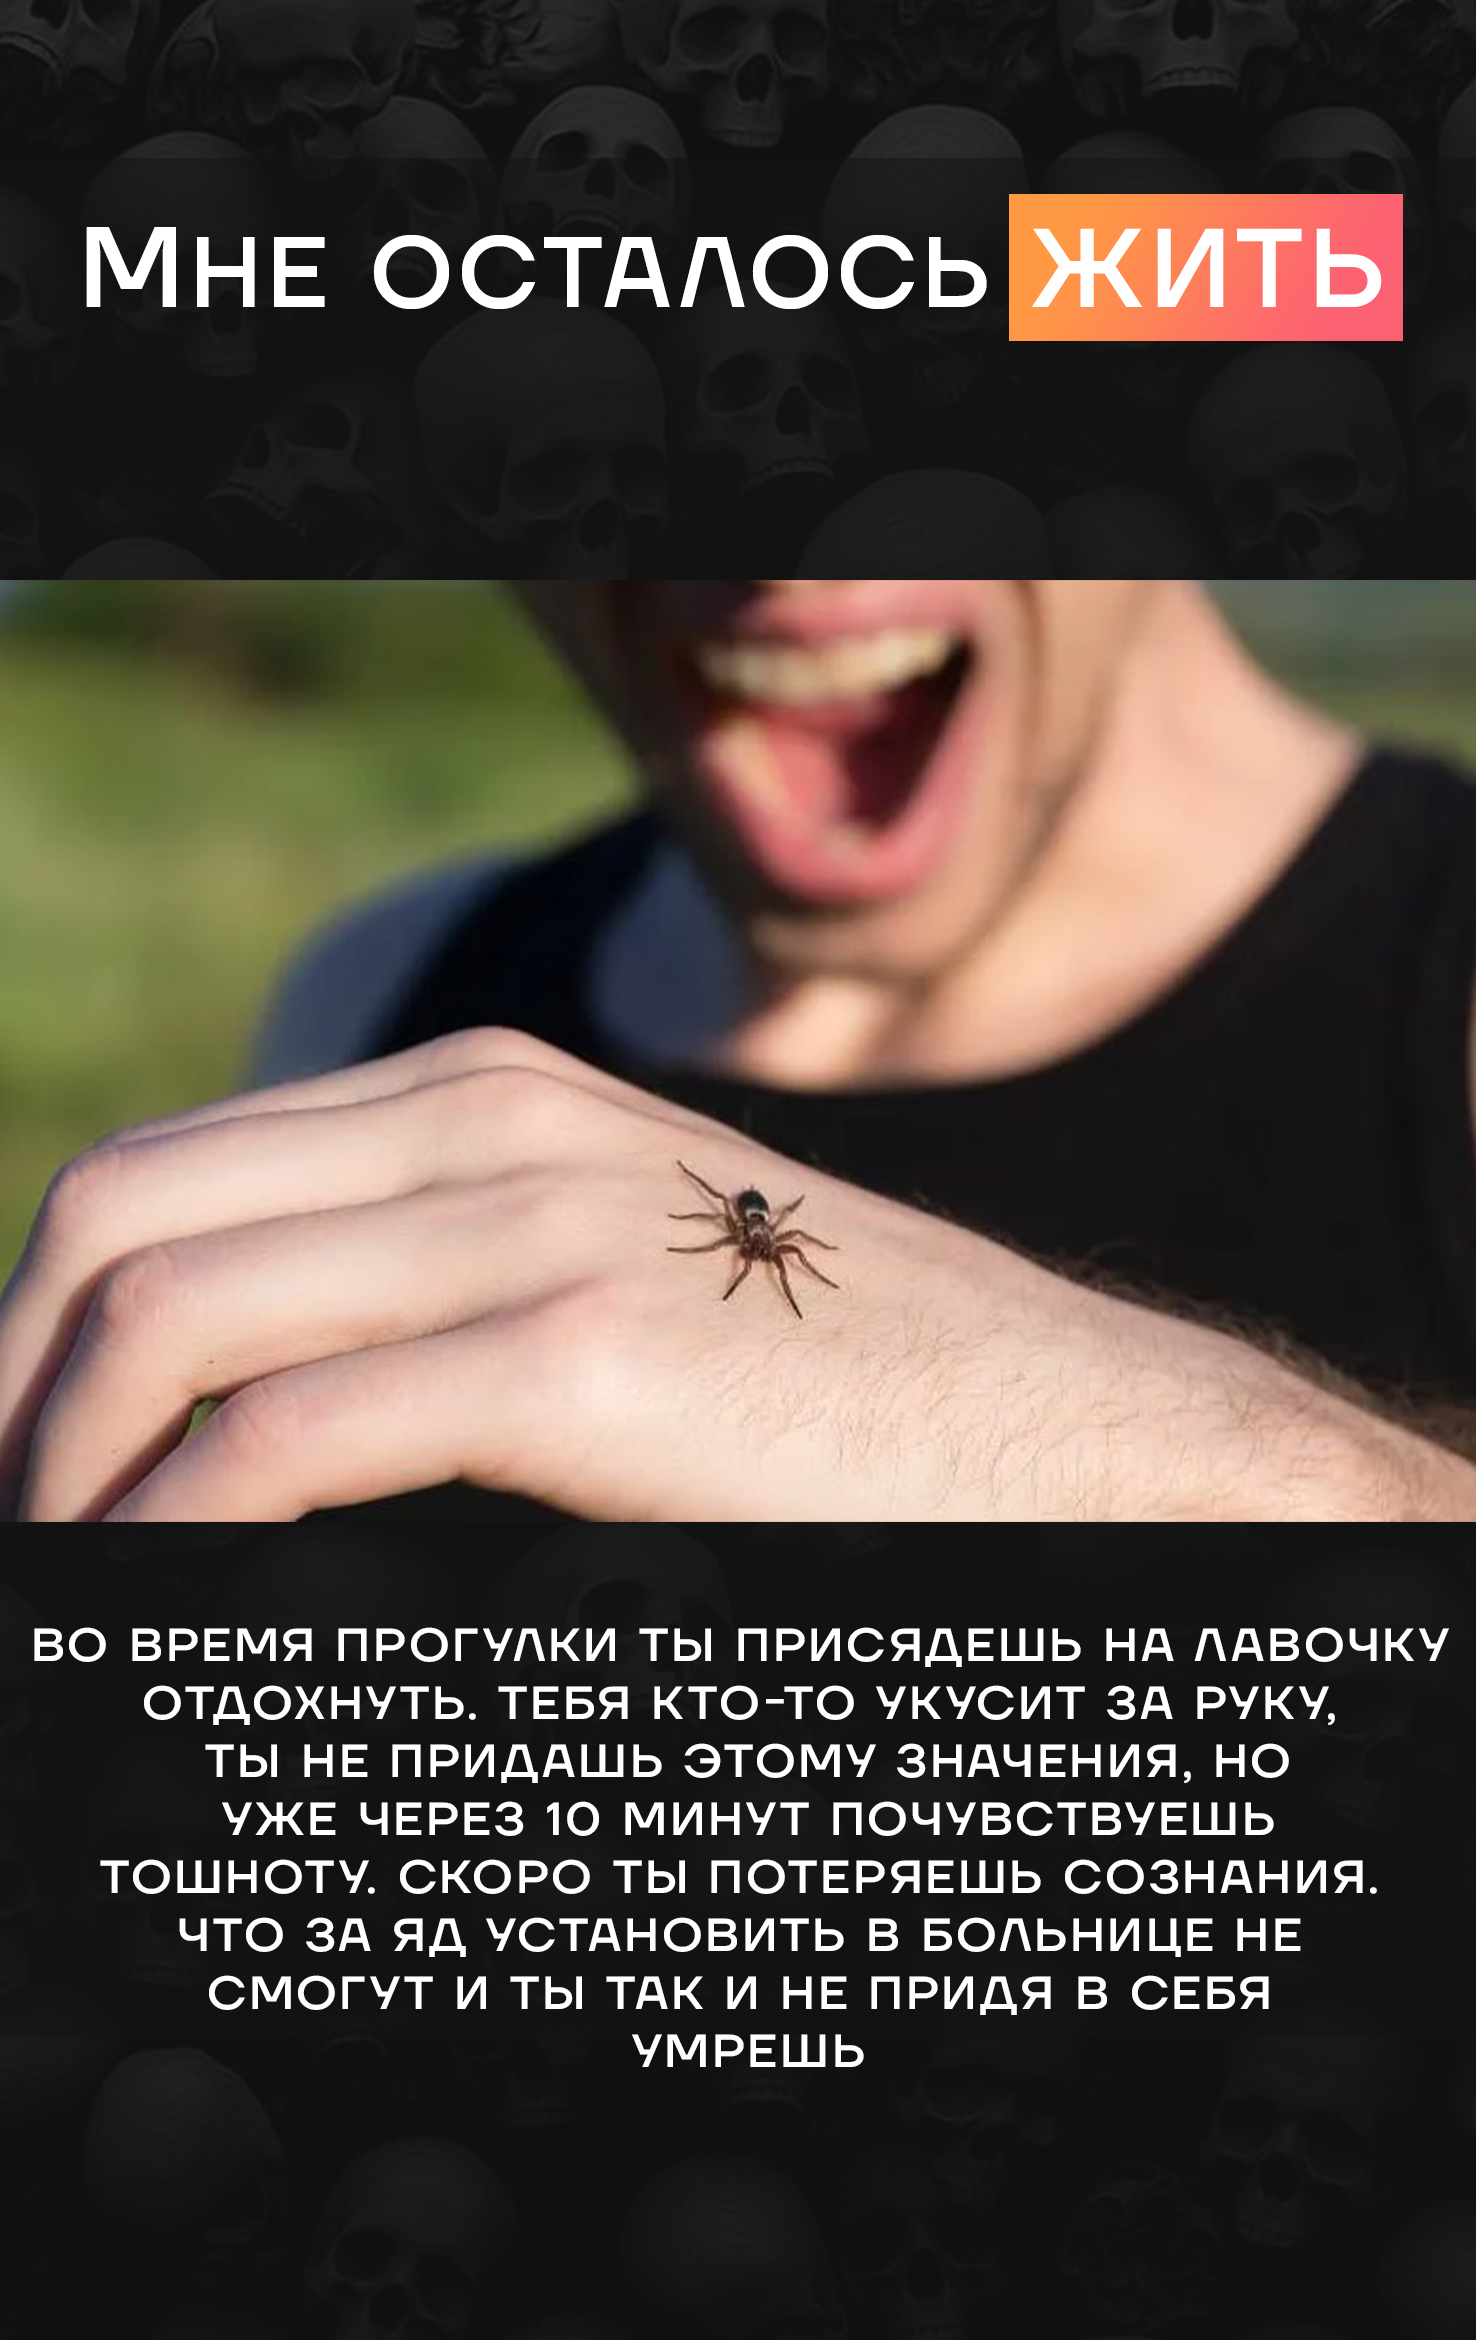 Мне осталось ЖИТЬ
ВО ВРЕМЯ ПРОГУЛКИ ТЫ ПРИСЯДЕШЬ НА ЛАВОЧКУ
ОТДОХНУТЬ. ТЕБЯ КТО-ТО УКУСИТ ЗА РУКУ,
ТЫ НЕ ПРИДАШЬ ЭТОМУ ЗНАЧЕНИЯ, НО
УЖЕ ЧЕРЕЗ 10 МИНУТ ПОЧУВСТВУЕШЬ
ТОШНОТУ. СКОРО ТЫ ПОТЕРЯЕШЬ СОЗНАНИЯ.
ЧТО ЗА ЯД УСТАНОВИТЬ В БОЛЬНИЦЕ НЕ
СМОГУТ И ТЫ ТАК И НЕ ПРИДЯ В СЕБЯ
УМРЕШЬ